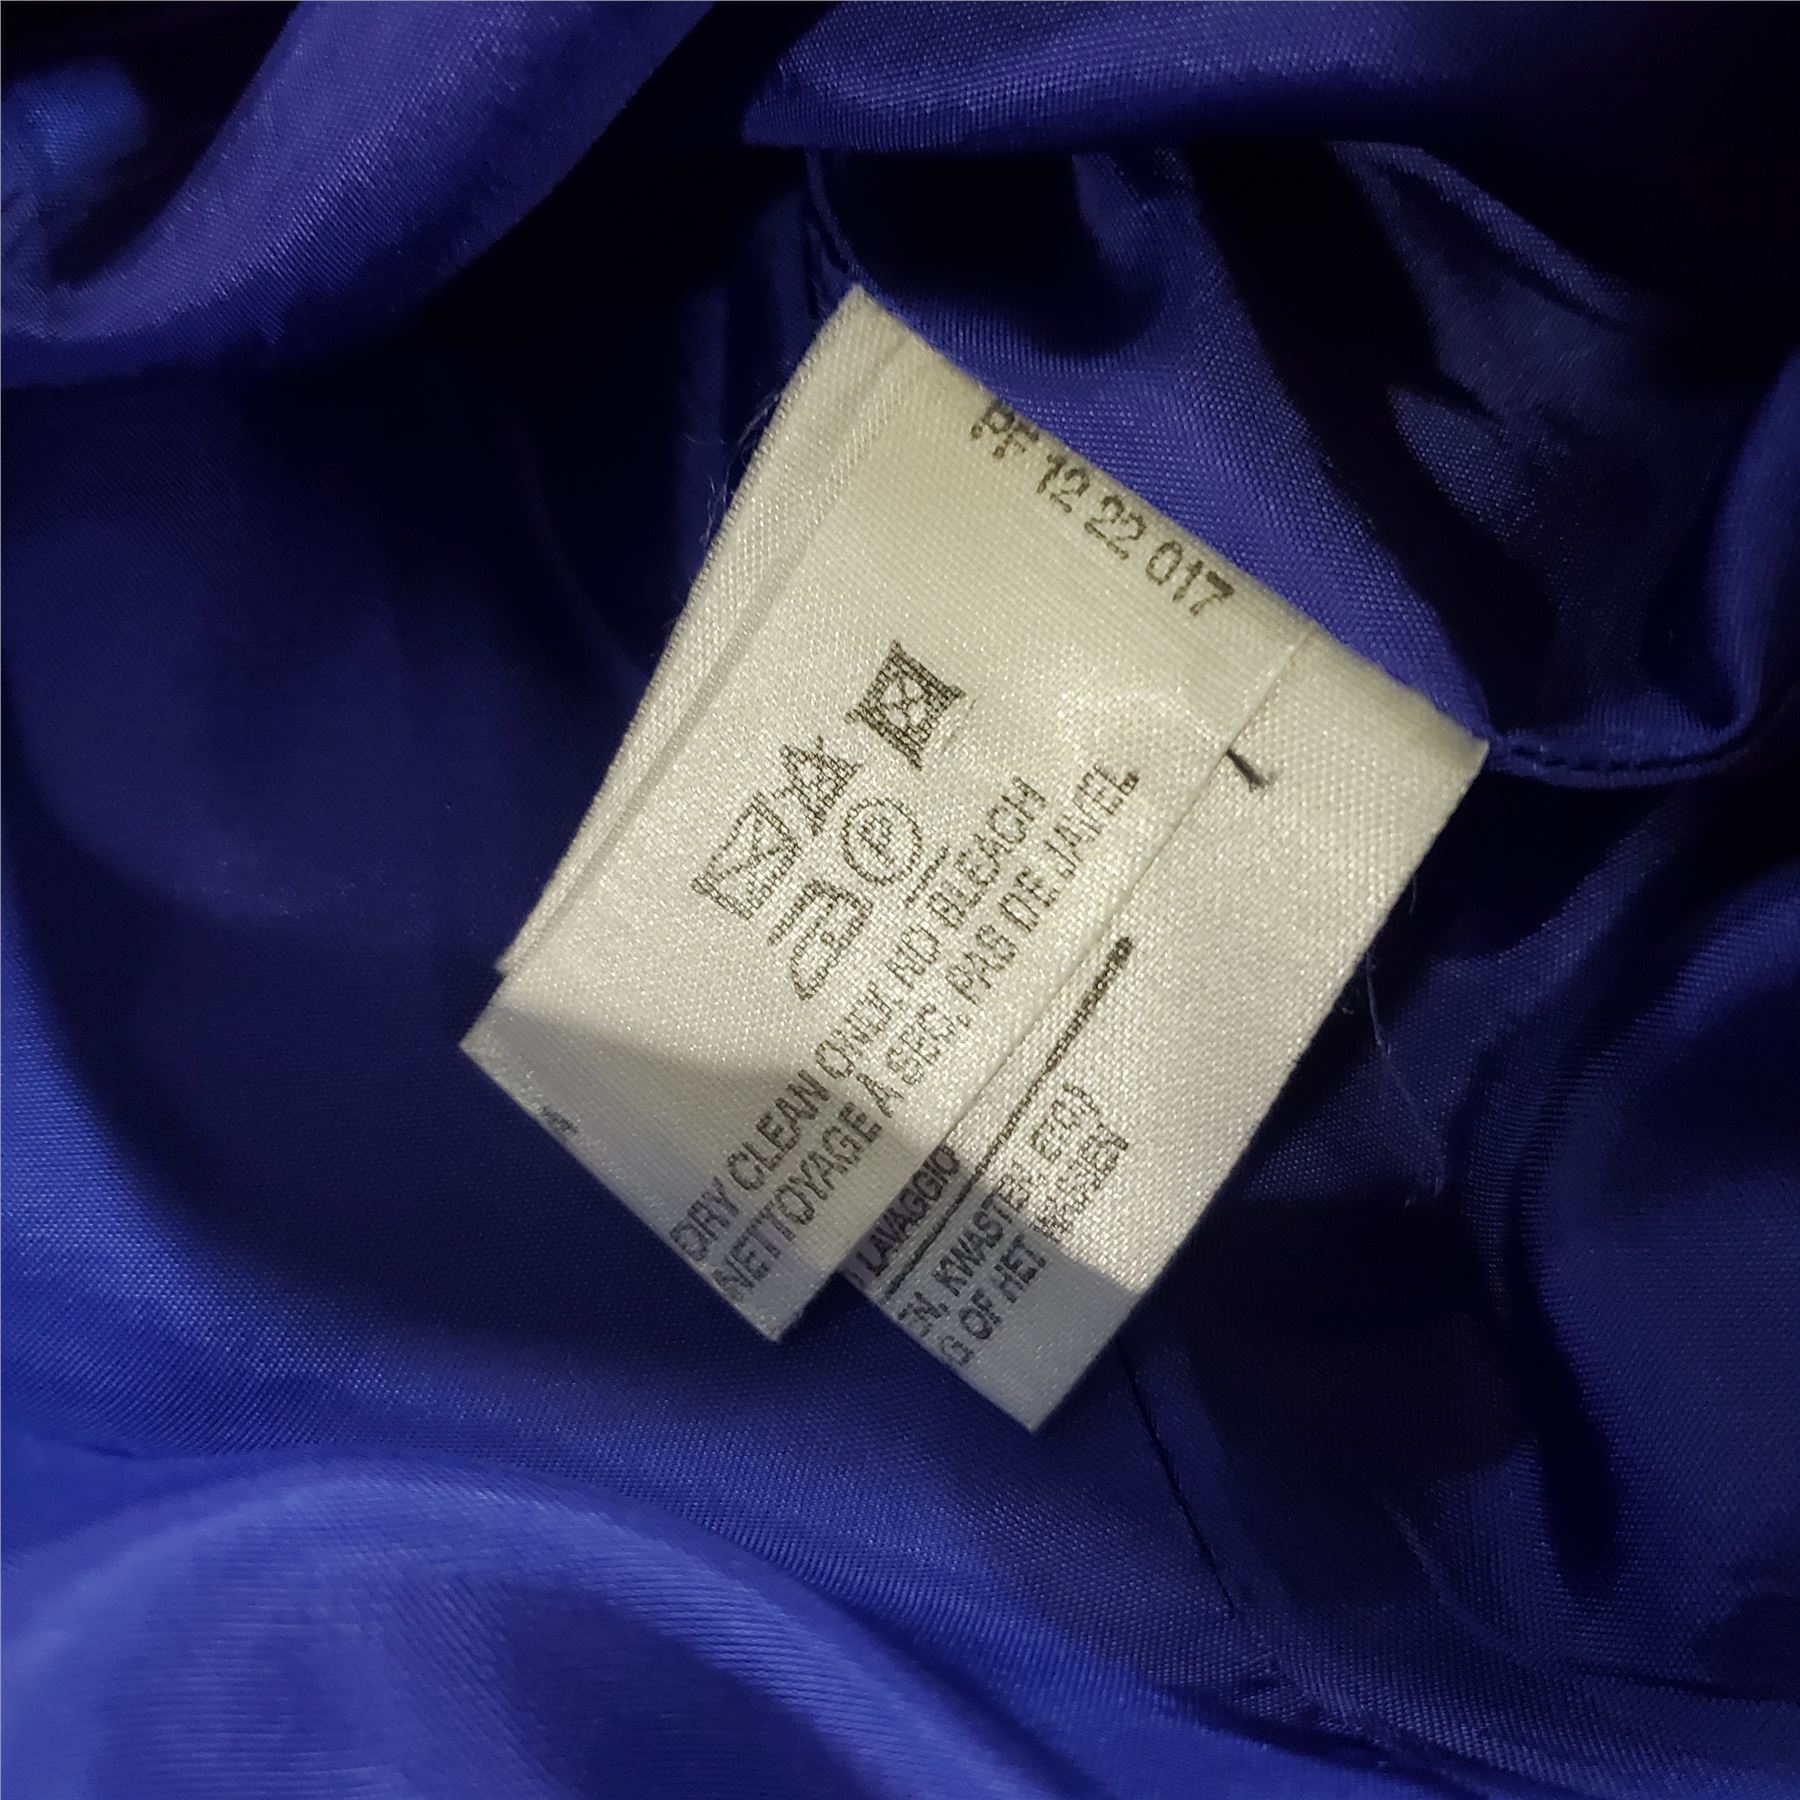 PF 12 22 017
P
DRY CLEAN ONLY. NO BLEACH
NETTOYAGE A SEC, PAS DE JAVEL
LAVAGGIO
KWASTEN EN
OF HET WASSEN